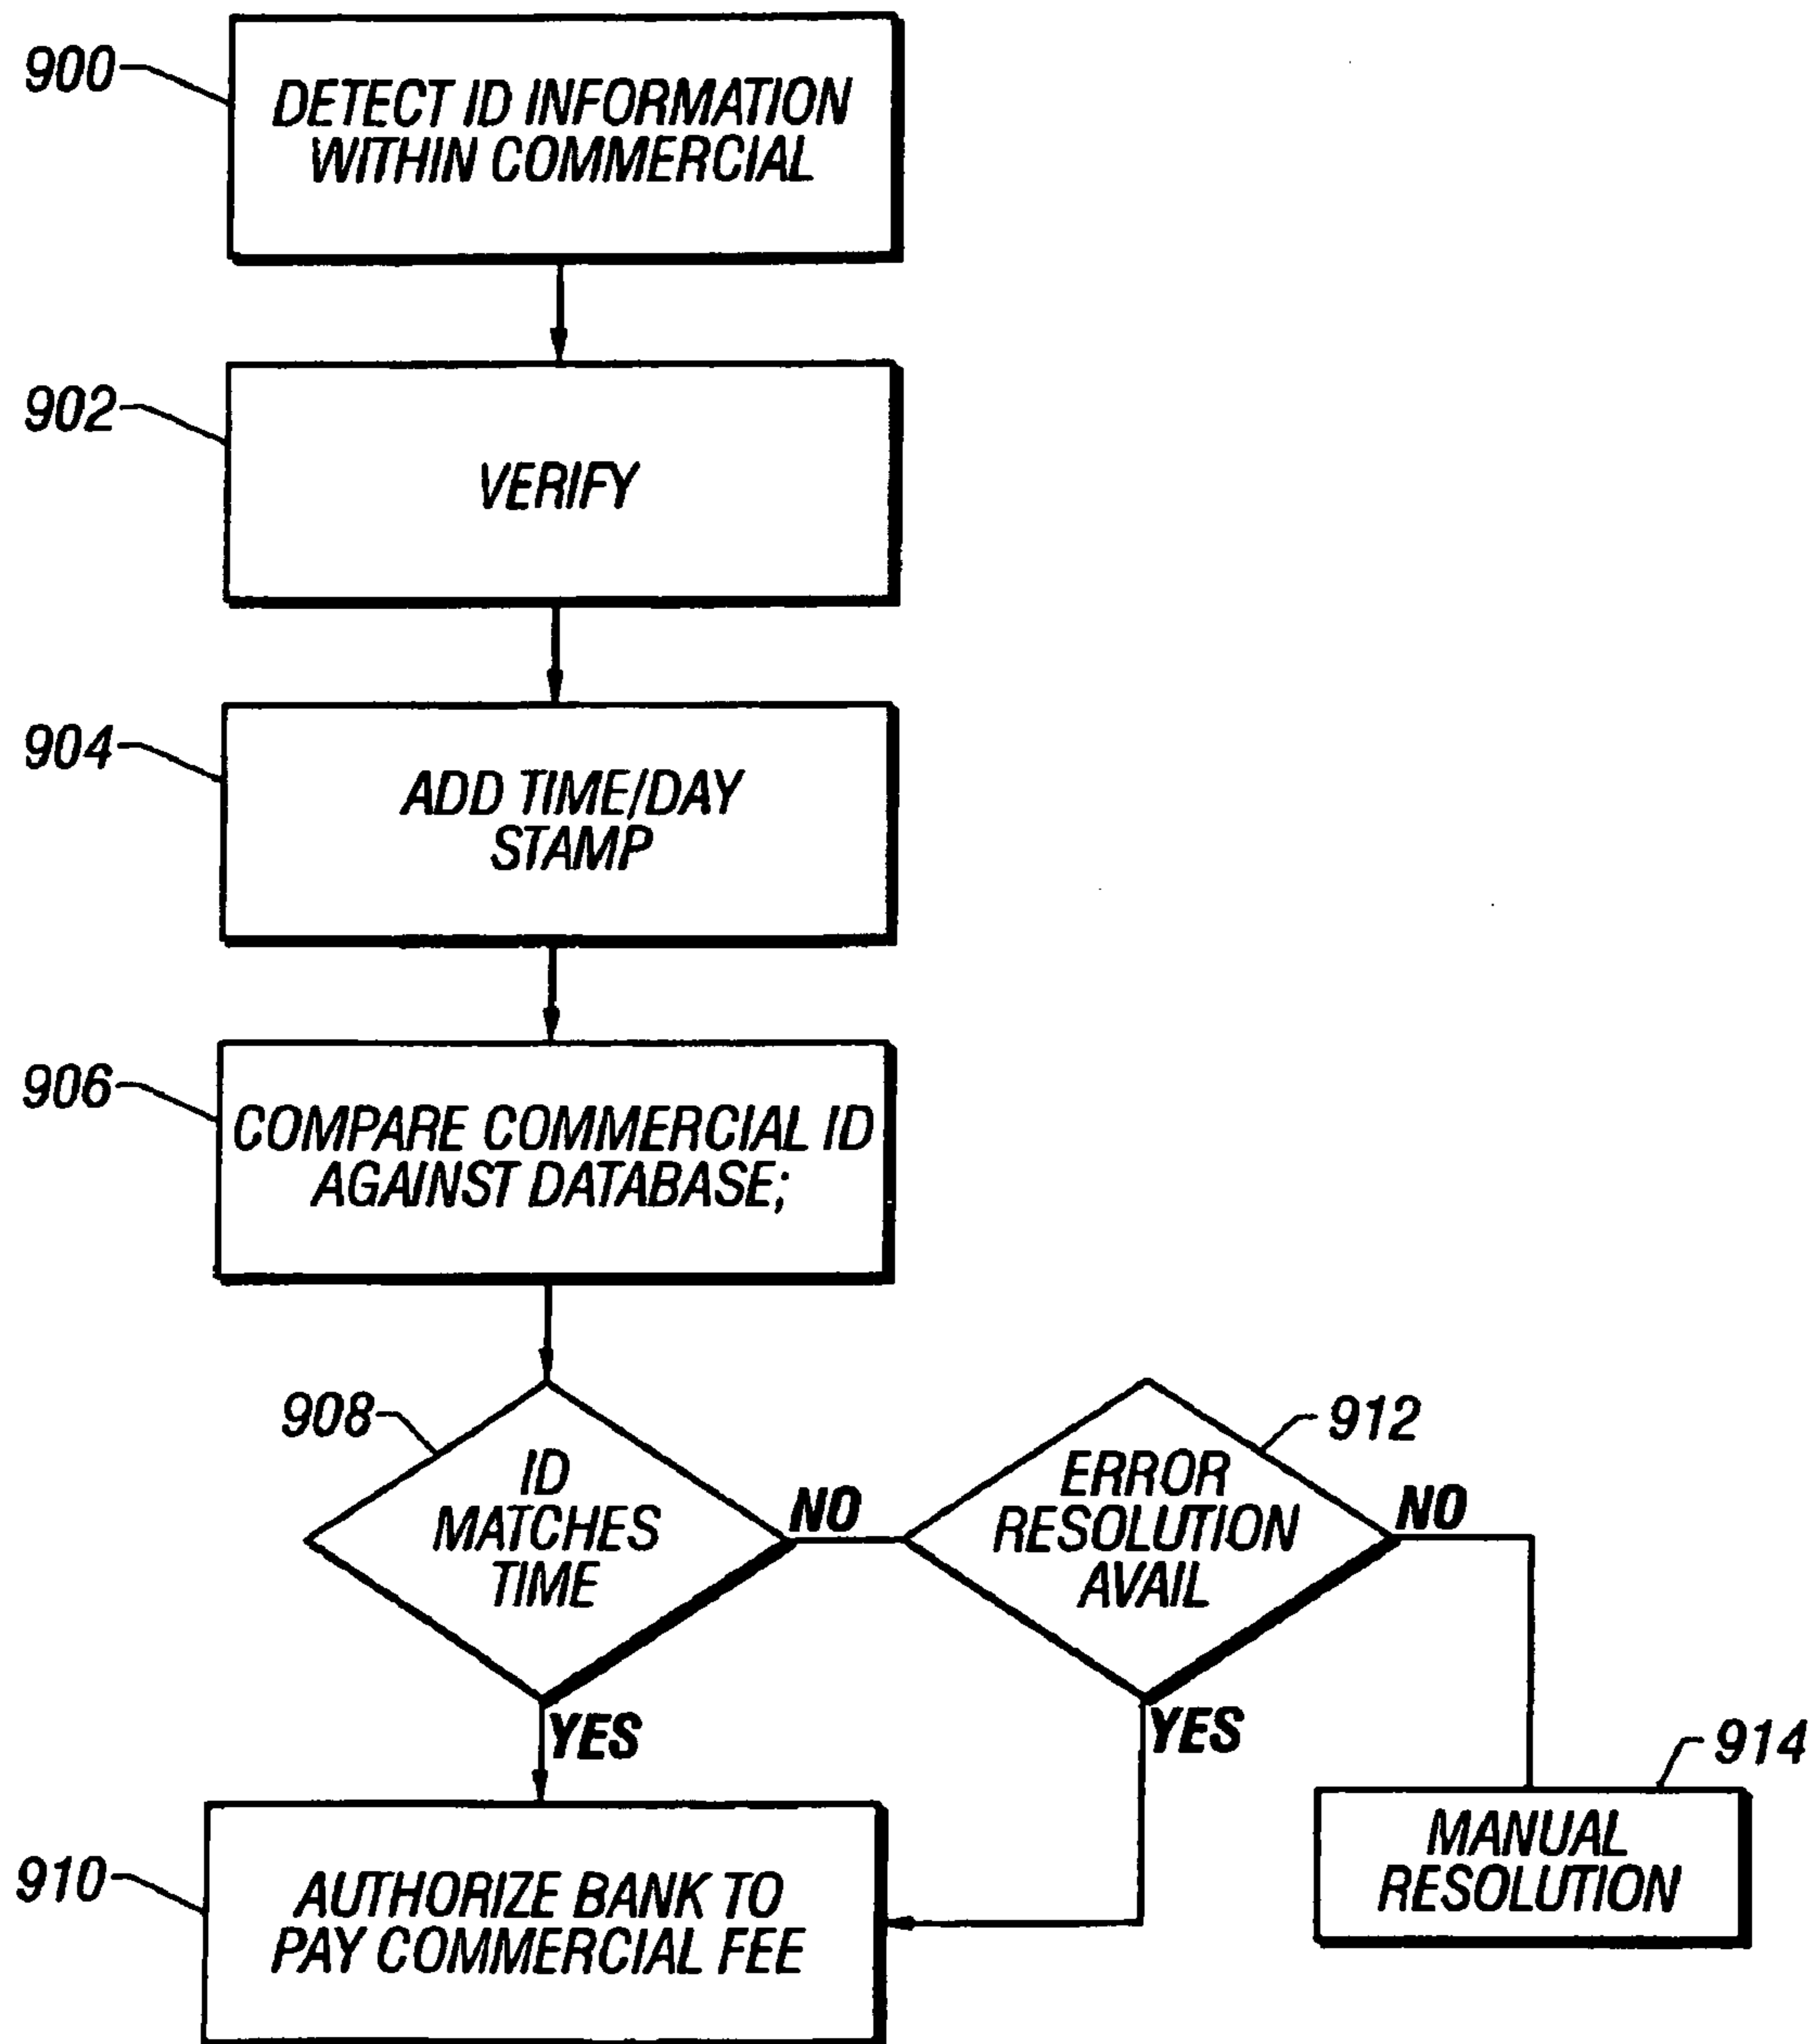 900
DETECT ID INFORMATION
WITHIN COMMERCIAL
902
VERIFY
904
ADD TIME/DAY
STAMP
906
COMPARE COMMERCIAL ID
AGAINST DATABASE;
908
ID
MATCHES
TIME
NO
YES
912
ERROR
RESOLUTION
AVAIL
NO
YES
914
MANUAL
RESOLUTION
910
AUTHORIZE BANK TO
PAY COMMERCIAL FEE